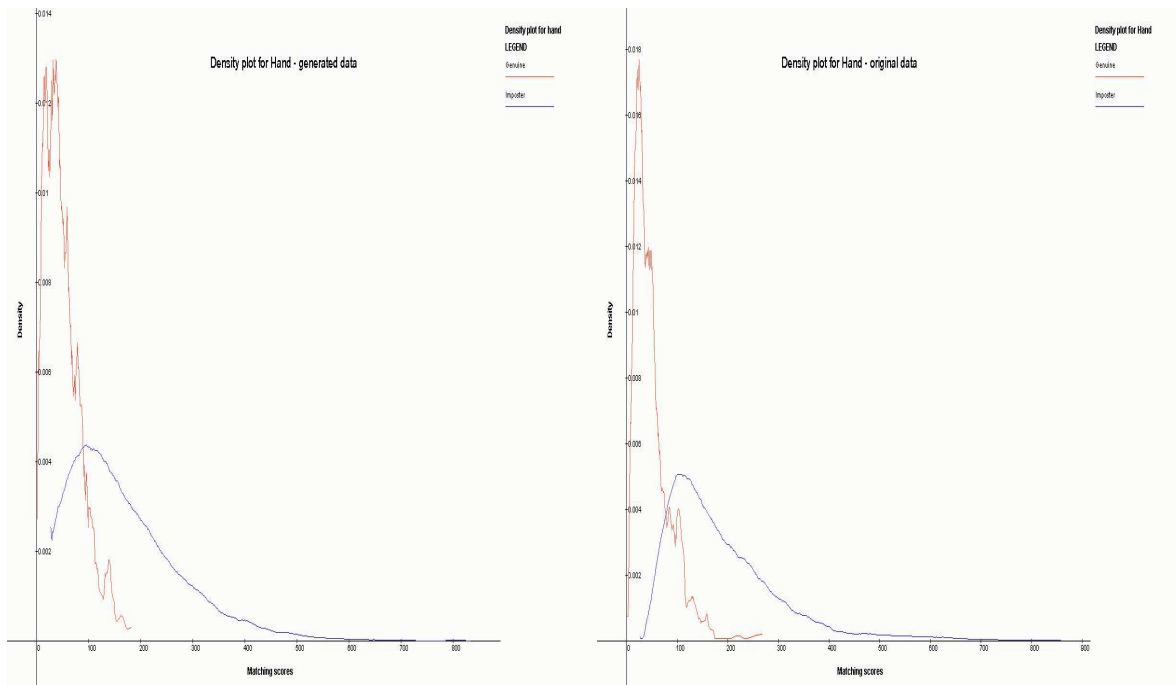 Density plot for hand
LEGEND
Genuine
Imposter
Density plot for Hand - generated data
0.014
0.012
0.01
0.008
0.006
0.004
0.002
Density
0 100 200 300 400 500 600 700 800
Matching scores
Density plot for Hand
LEGEND
Genuine
Imposter
Density plot for Hand - original data
0.018
0.016
0.014
0.012
0.01
0.008
0.006
0.004
0.002
Density
0 100 200 300 400 500 600 700 800 900
Matching scores